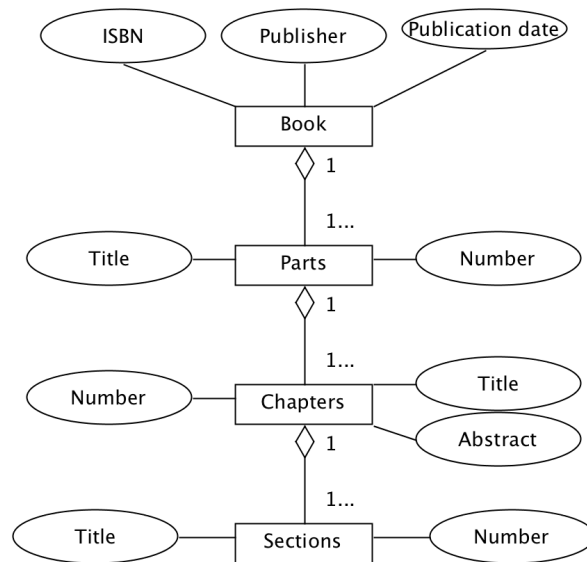 ISBN
Publisher
Publication date
Book
1
1...
Title
Parts
Number
1
1...
Number
Chapters
Title
Abstract
1
1...
Title
Sections
Number